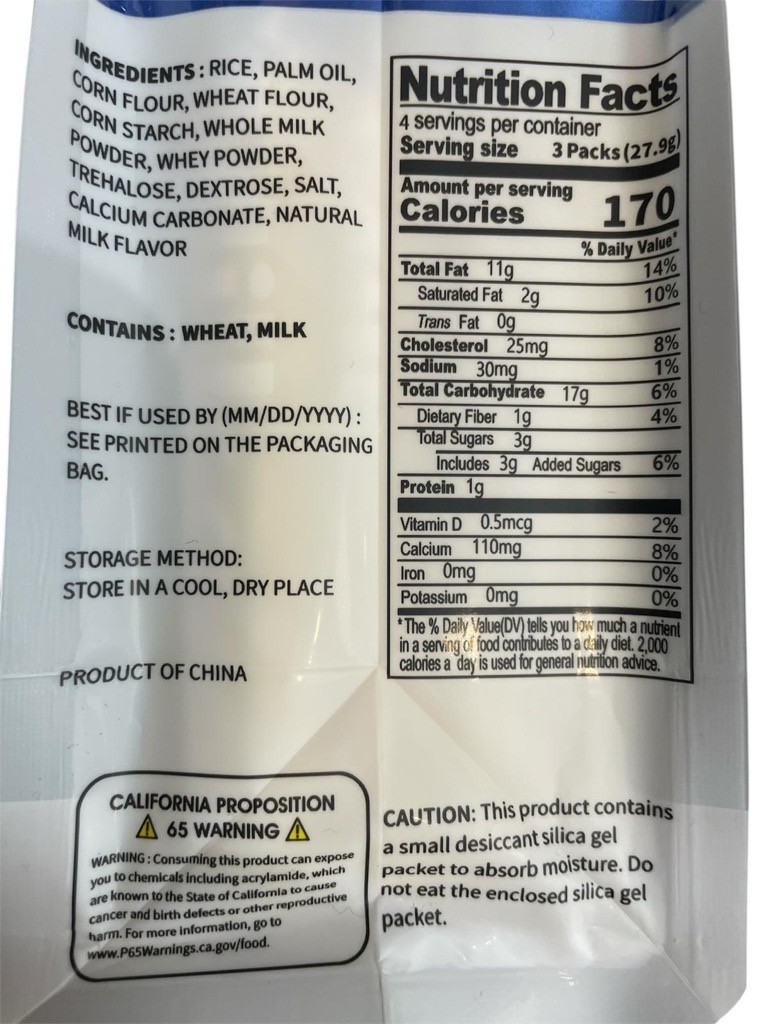 INGREDIENTS : RICE, PALM OIL,
CORN FLOUR, WHEAT FLOUR,
CORN STARCH, WHOLE MILK
POWDER, WHEY POWDER,
TREHALOSE, DEXTROSE, SALT,
CALCIUM CARBONATE, NATURAL
MILK FLAVOR
CONTAINS : WHEAT, MILK
BEST IF USED BY (MM/DD/YYYY) :
SEE PRINTED ON THE PACKAGING
BAG.
STORAGE METHOD:
STORE IN A COOL, DRY PLACE
PRODUCT OF CHINA
CALIFORNIA PROPOSITION
65 WARNING
WARNING : Consuming this product can expose
you to chemicals including acrylamide, which
are known to the State of California to cause
cancer and birth defects or other reproductive
harm. For more information, go to
www.P65Warnings.ca.gov/food.
Nutrition Facts
4 servings per container
Serving size 3 Packs (27.9g)
Amount per serving
Calories 170
% Daily Value*
Total Fat 11g 14%
Saturated Fat 2g 10%
Trans Fat 0g
Cholesterol 25mg 8%
Sodium 30mg 1%
Total Carbohydrate 17g 6%
Dietary Fiber 1g 4%
Total Sugars 3g
Includes 3g Added Sugars 6%
Protein 1g
Vitamin D 0.5mcg 2%
Calcium 110mg 8%
Iron 0mg 0%
Potassium 0mg 0%
*The % Daily Value(DV) tells you how much a nutrient
in a serving of food contributes to a daily diet. 2,000
calories a day is used for general nutrition advice.
CAUTION: This product contains
a small desiccant silica gel
packet to absorb moisture. Do
not eat the enclosed silica gel
packet.